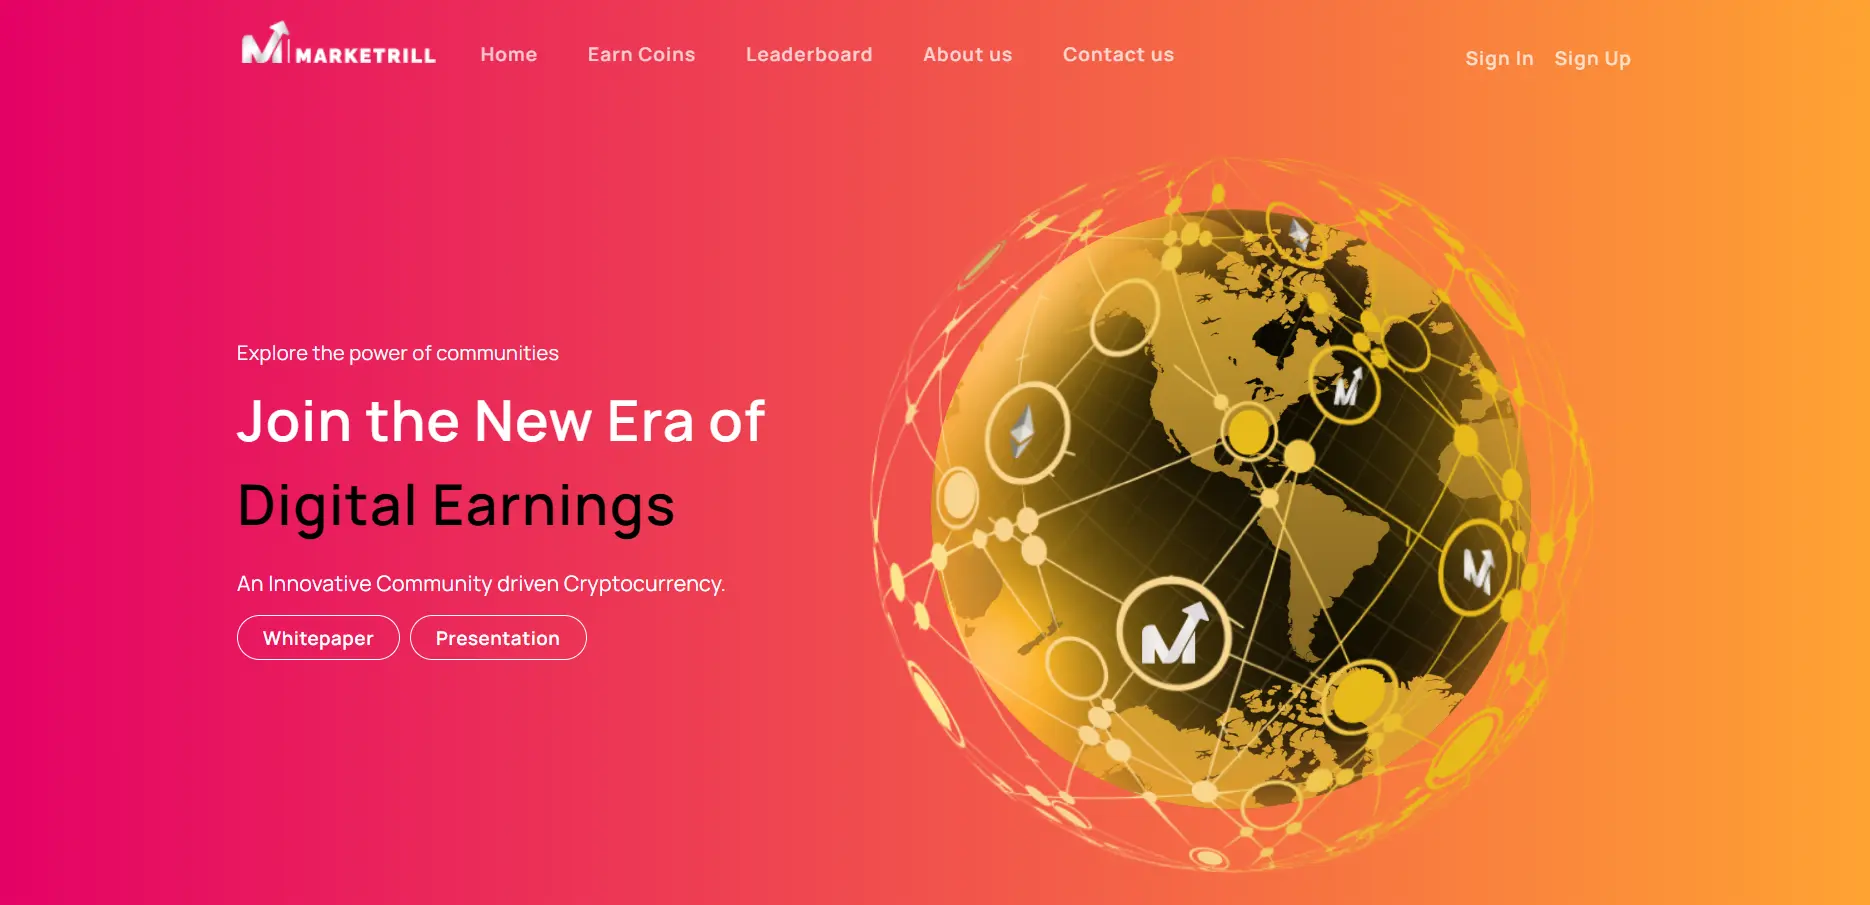 MARKETRILL
Home Earn Coins Leaderboard About us Contact us
Sign In Sign Up
Explore the power of communities
Join the New Era of
Digital Earnings
An Innovative Community driven Cryptocurrency.
Whitepaper Presentation